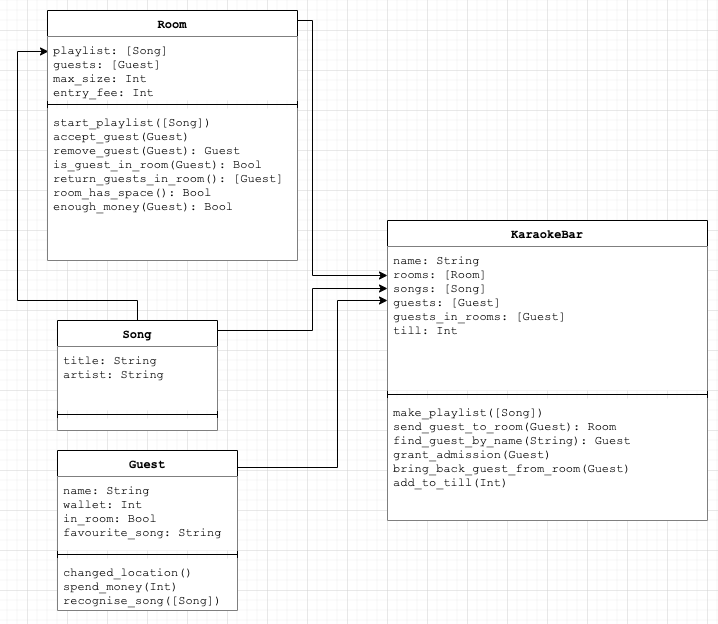 Room
playlist: [Song]
guests: [Guest]
max_size: Int
entry_fee: Int
start_playlist([Song])
accept_guest(Guest)
remove_guest(Guest): Guest
is_guest_in_room(Guest): Bool
return_guests_in_room(): [Guest]
room_has_space(): Bool
enough_money(Guest): Bool
KaraokeBar
name: String
rooms: [Room]
songs: [Song]
guests: [Guest]
guests_in_rooms: [Guest]
till: Int
make_playlist([Song])
send_guest_to_room(Guest): Room
find_guest_by_name(String): Guest
grant_admission(Guest)
bring_back_guest_from_room(Guest)
add_to_till(Int)
Song
title: String
artist: String
Guest
name: String
wallet: Int
in_room: Bool
favourite_song: String
changed_location()
spend_money(Int)
recognise_song([Song])